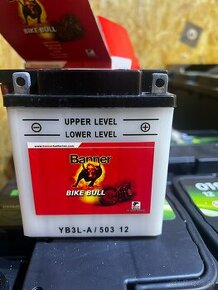 BIKE BULL
UPPER LEVEL
LOWER LEVEL
Banner
BIKE BULL
YB3L-A/503 12